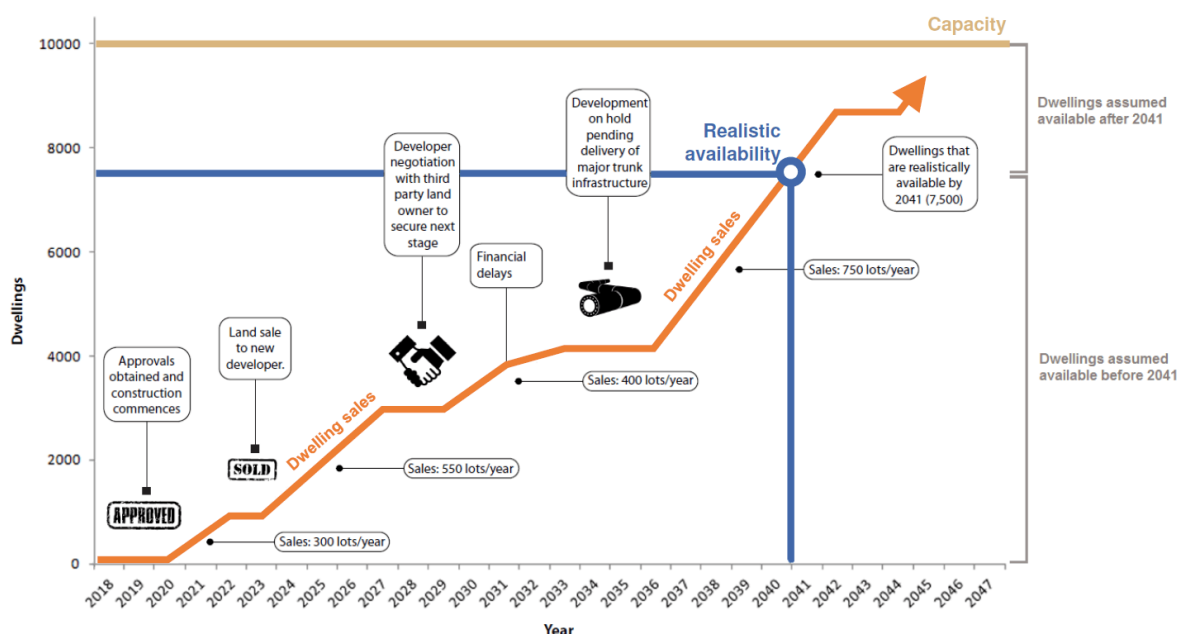 Capacity
10000
8000
6000
4000
2000
0
Dwellings
Approvals
obtained and
construction
commences
APPROVED
Land sale
to new
developer.
SOLD
Sales: 300 lots/year
Dwelling sales
Sales: 550 lots/year
Developer
negotiation
with third
party land
owner to
secure next
stage
Financial
delays
Sales: 400 lots/year
Development
on hold
pending
delivery of
major trunk
infrastructure
Dwelling sales
Realistic
availability
Sales: 750 lots/year
Dwellings that
are realistically
available by
2041 (7,500)
Dwellings assumed
available after 2041
Dwellings assumed
available before 2041
2018
2019
2020
2021
2022
2023
2024
2025
2026
2027
2028
2029
2030
2031
2032
2033
2034
2035
2036
2037
2038
2039
2040
2041
2042
2043
2044
2045
2046
2047
Year